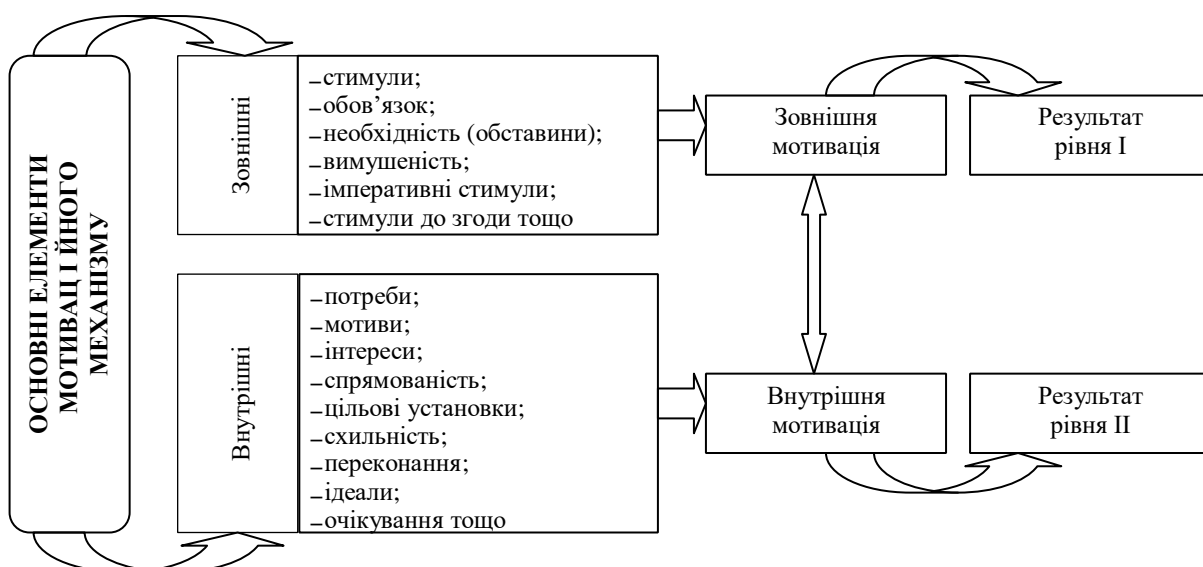 ОСНОВНІ ЕЛЕМЕНТИ
МОТИВАЦ І ЙНОГО
МЕХАНІЗМУ
Зовнішні
–стимули;
–обов’язок;
–необхідність (обставини);
–вимушеність;
–імперативні стимули;
–стимули до згоди тощо
Зовнішня
мотивація
Результат
рівня І
Внутрішні
–потреби;
–мотиви;
–інтереси;
–спрямованість;
–цільові установки;
–схильність;
–переконання;
–ідеали;
–очікування тощо
Внутрішня
мотивація
Результат
рівня ІІ